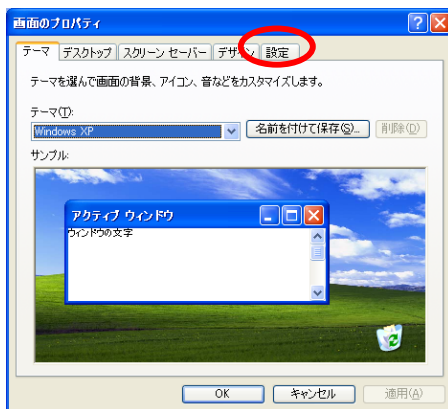 画面のプロパティ
テーマ デスクトップ スクリーン セーバー デザイン 設定
テーマを選んで画面の背景、アイコン、音などをカスタマイズします。
テーマ(T):
Windows XP 名前を付けて保存(S)... 削除(D)
サンプル:
アクティブ ウィンドウ
ウィンドウの文字
OK キャンセル 適用(A)